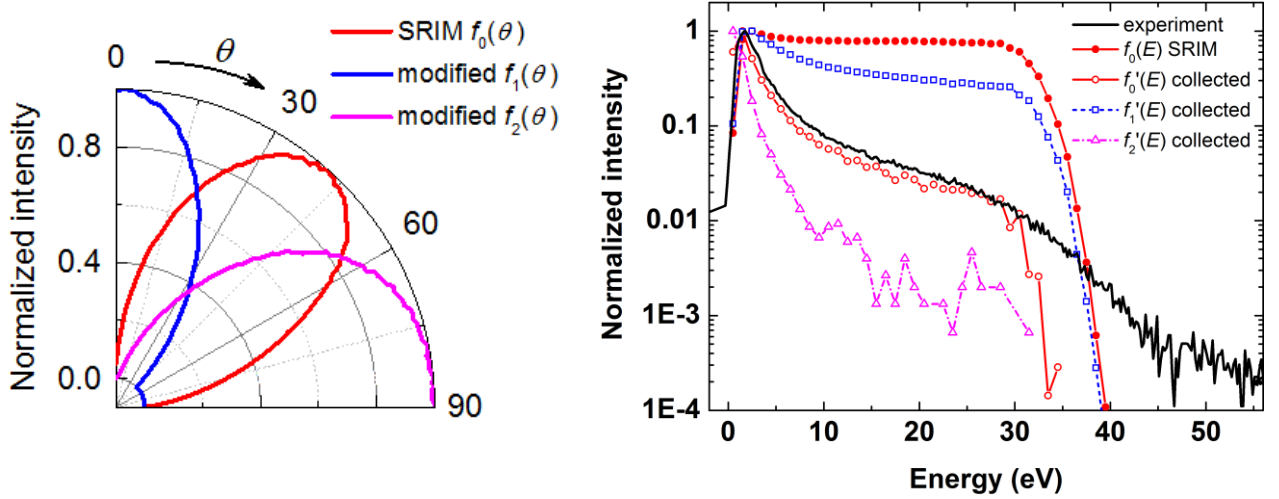 SRIM f₀(θ)
modified f₁(θ)
modified f₂(θ)
0
θ
30
60
90
0.8
0.4
0.0
Normalized intensity
experiment
f₀(E) SRIM
f₀'(E) collected
f₁'(E) collected
f₂'(E) collected
1
0.1
0.01
1E-3
1E-4
Normalized intensity
0 10 20 30 40 50
Energy (eV)